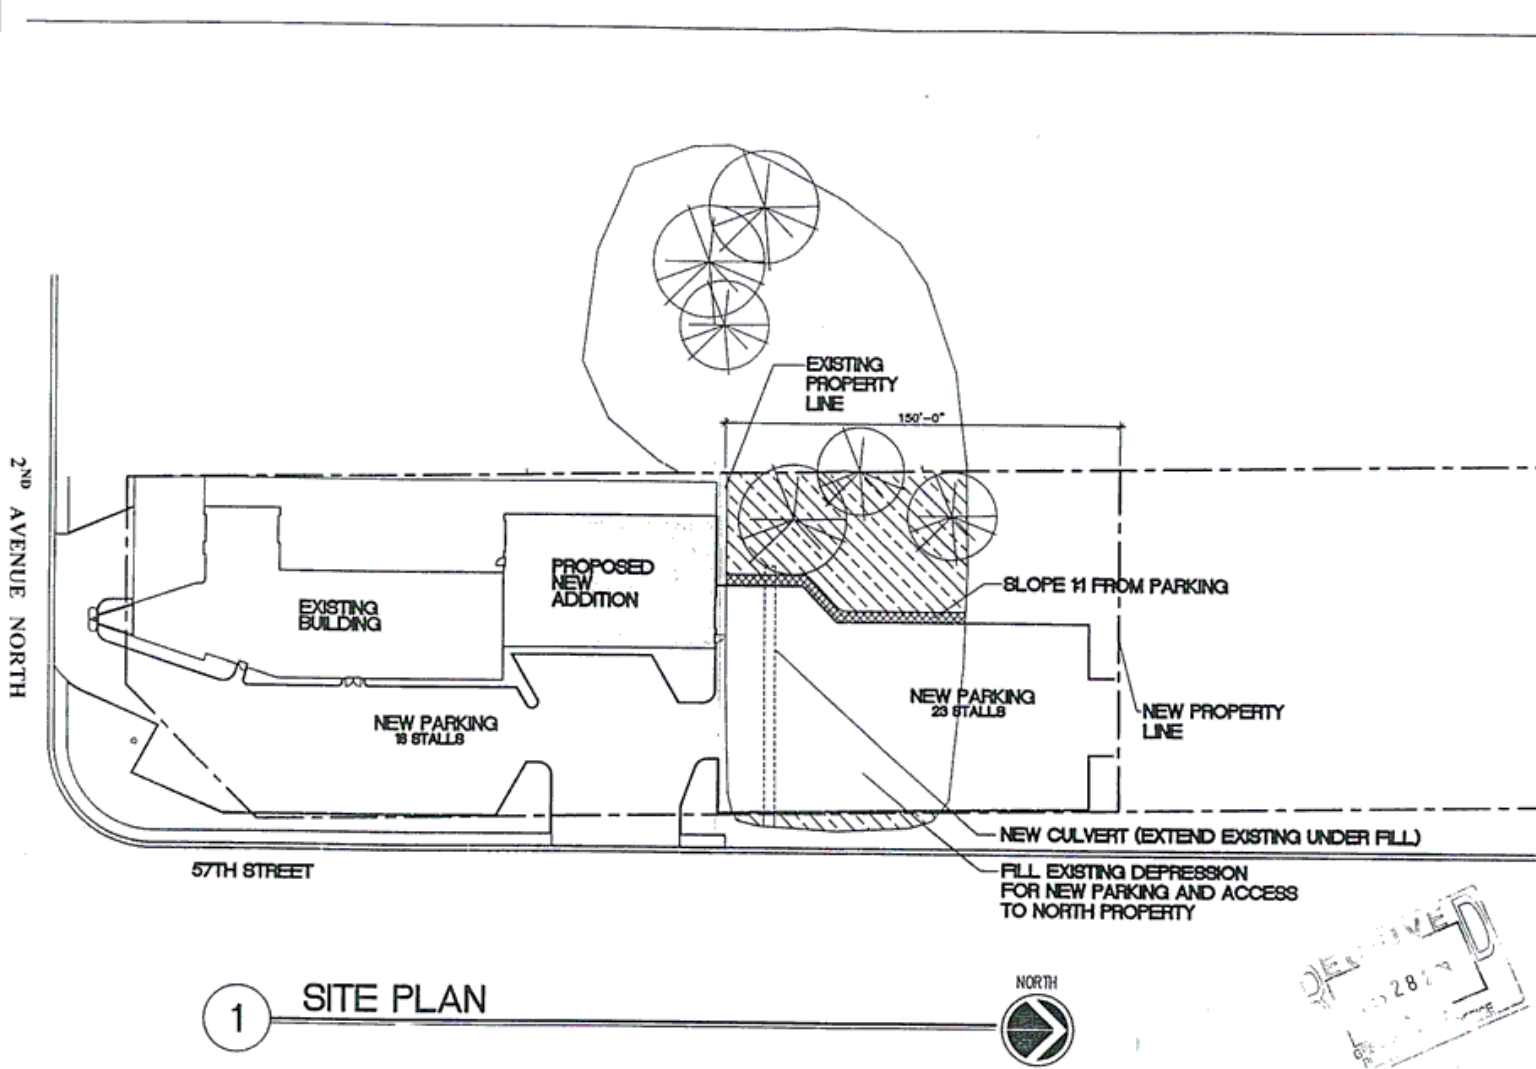 EXISTING
PROPERTY
LINE
150'-0"
2ND AVENUE NORTH
EXISTING
BUILDING
PROPOSED
NEW
ADDITION
SLOPE 1:1 FROM PARKING
NEW PARKING
18 STALLS
NEW PARKING
23 STALLS
NEW PROPERTY
LINE
NEW CULVERT (EXTEND EXISTING UNDER FILL)
57TH STREET
FILL EXISTING DEPRESSION
FOR NEW PARKING AND ACCESS
TO NORTH PROPERTY
1
SITE PLAN
NORTH
28